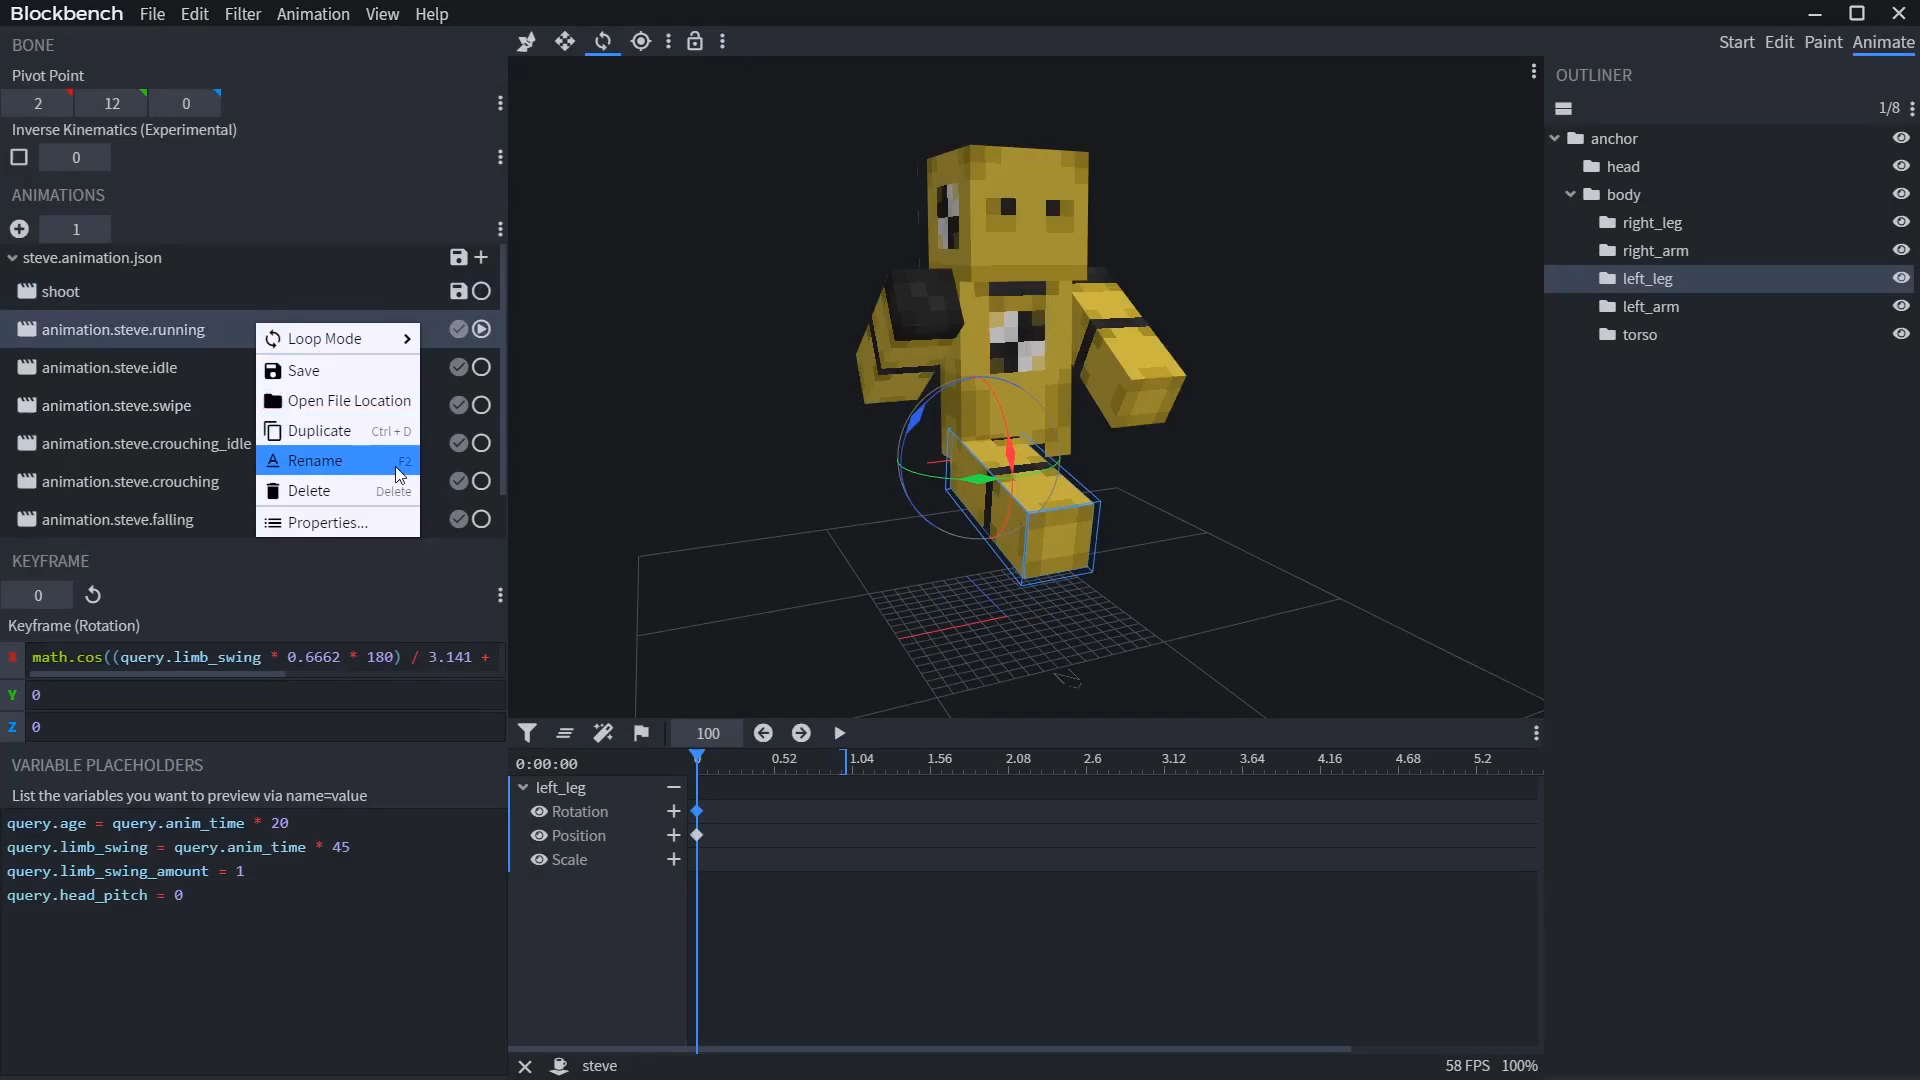 Blockbench File Edit Filter Animation View Help
Start Edit Paint Animate
BONE
Pivot Point
2 12 0
Inverse Kinematics (Experimental)
0
ANIMATIONS
1
steve.animation.json
shoot
animation.steve.running
animation.steve.idle
animation.steve.swipe
animation.steve.crouching_idle
animation.steve.crouching
animation.steve.falling
Loop Mode
Save
Open File Location
Duplicate Ctrl + D
Rename F2
Delete Delete
Properties...
KEYFRAME
0
Keyframe (Rotation)
X math.cos((query.limb_swing * 0.6662 * 180) / 3.141 +
Y 0
Z 0
VARIABLE PLACEHOLDERS
List the variables you want to preview via name=value
query.age = query.anim_time * 20
query.limb_swing = query.anim_time * 45
query.limb_swing_amount = 1
query.head_pitch = 0
100
0:00:00 0 0.52 1.04 1.56 2.08 2.6 3.12 3.64 4.16 4.68 5.2
left_leg
Rotation
Position
Scale
steve
58 FPS 100%
OUTLINER
1/8
anchor
head
body
right_leg
right_arm
left_leg
left_arm
torso